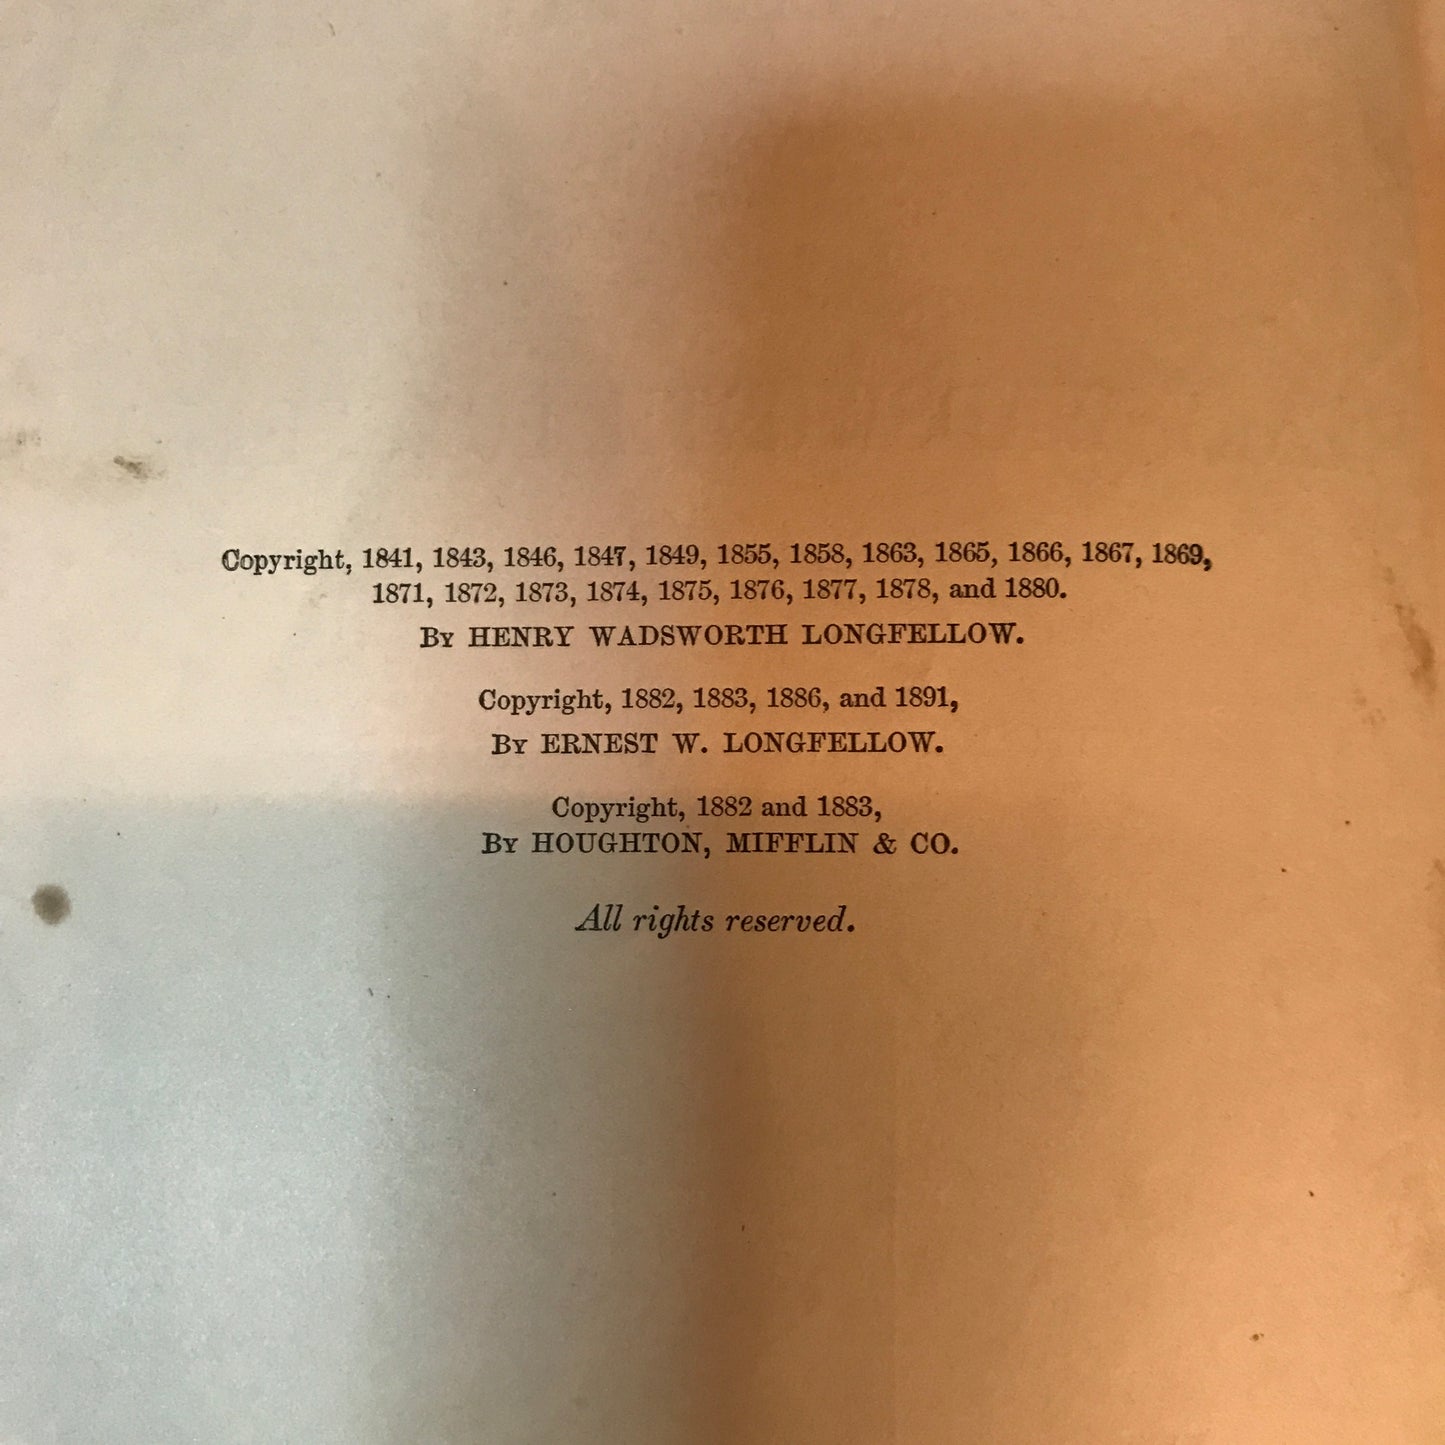 Copyright, 1841, 1843, 1846, 1847, 1849, 1855, 1858, 1863, 1865, 1866, 1867, 1869,
1871, 1872, 1873, 1874, 1875, 1876, 1877, 1878, and 1880.
By HENRY WADSWORTH LONGFELLOW.
Copyright, 1882, 1883, 1886, and 1891,
By ERNEST W. LONGFELLOW.
Copyright, 1882 and 1883,
By HOUGHTON, MIFFLIN & CO.
All rights reserved.